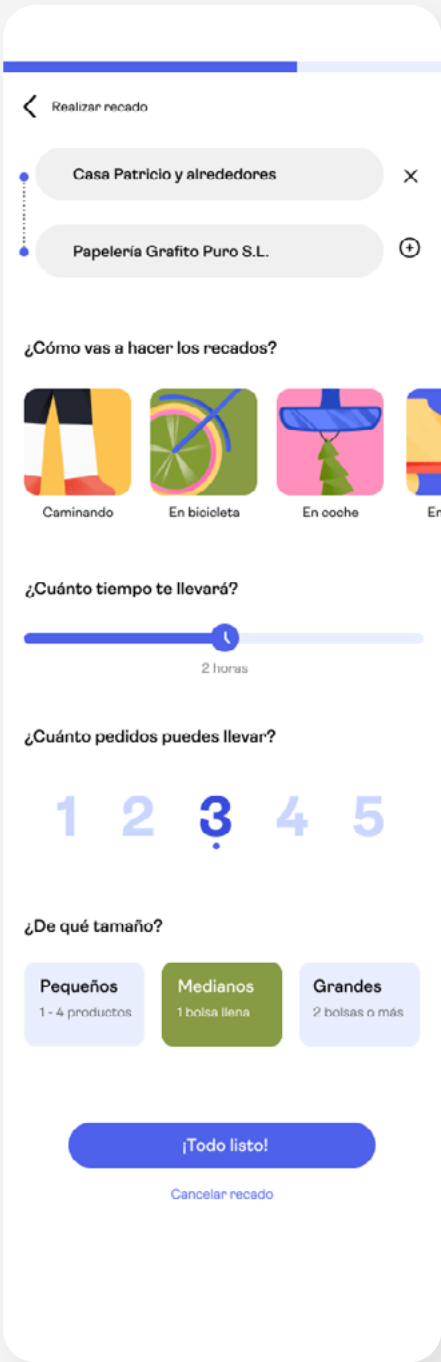 Realizar recado
Casa Patricio y alrededores
Papelería Grafito Puro S.L.
¿Cómo vas a hacer los recados?
Caminando
En bicicleta
En coche
En
¿Cuánto tiempo te llevará?
2 horas
¿Cuánto pedidos puedes llevar?
1 2 3 4 5
¿De qué tamaño?
Pequeños
1 - 4 productos
Medianos
1 bolsa llena
Grandes
2 bolsas o más
¡Todo listo!
Cancelar recado